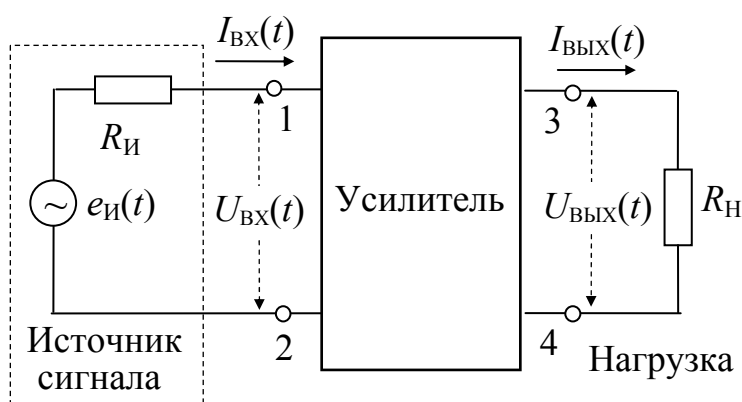 I_ВХ(t)
I_ВЫХ(t)
R_И
1
3
e_И(t)
U_ВХ(t)
Усилитель
U_ВЫХ(t)
R_Н
2
4
Источник
сигнала
Нагрузка